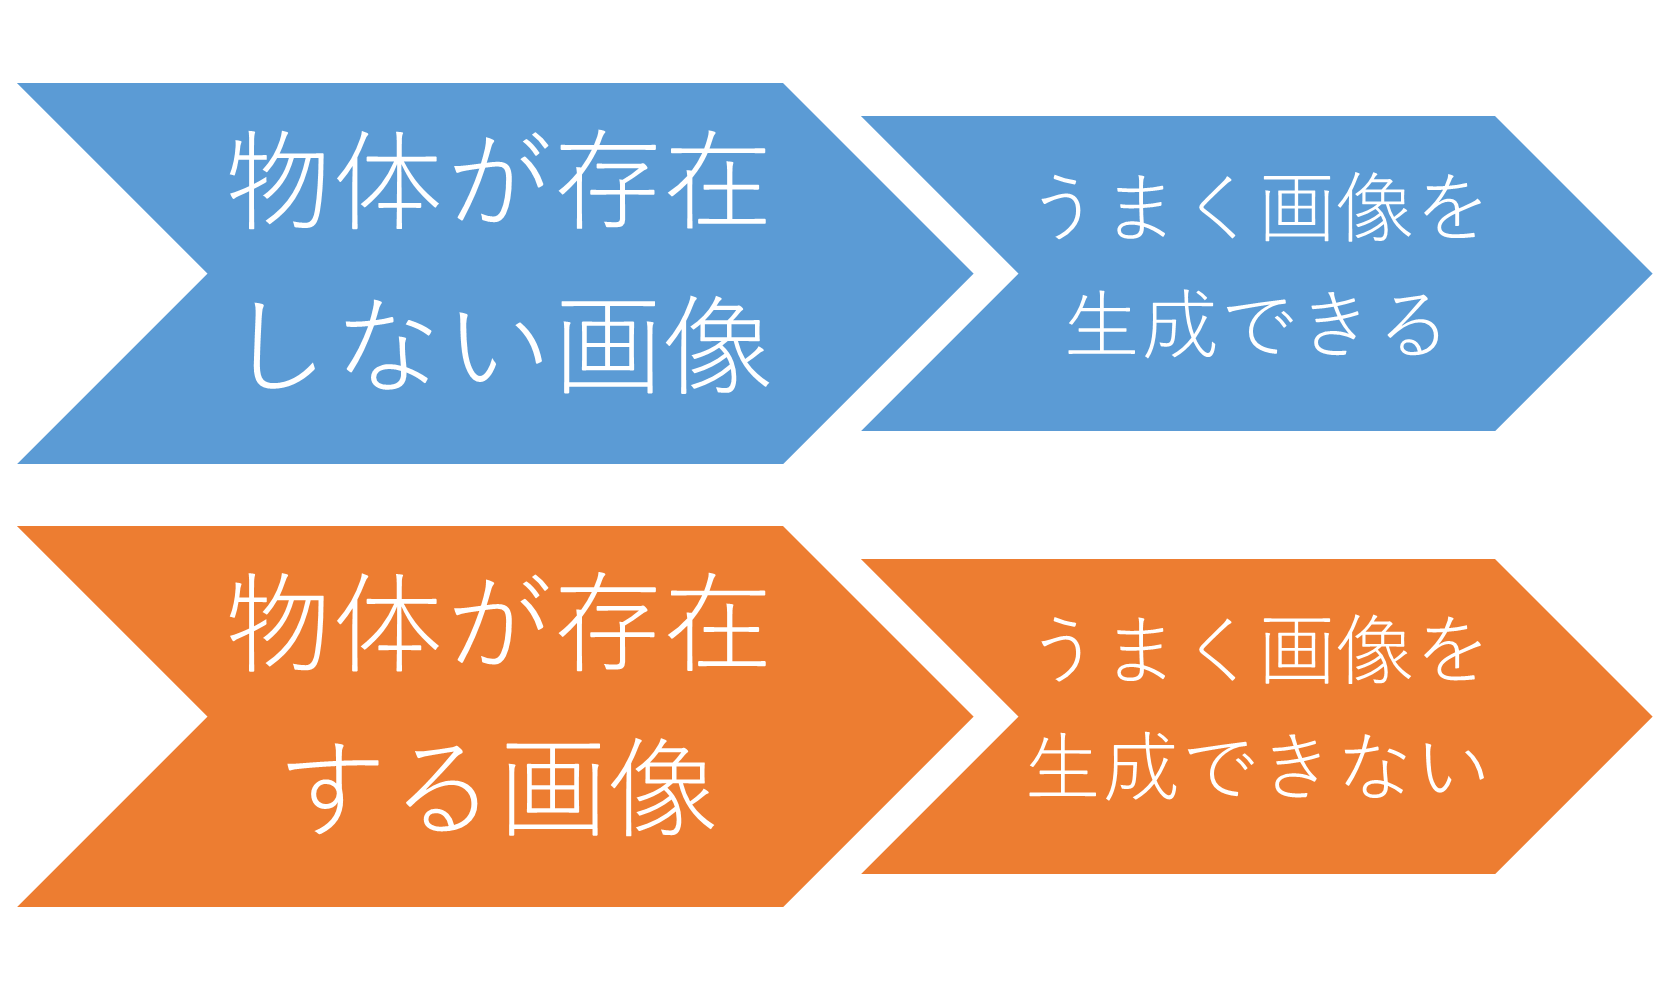 物体が存在
しない画像
うまく画像を
生成できる
物体が存在
する画像
うまく画像を
生成できない